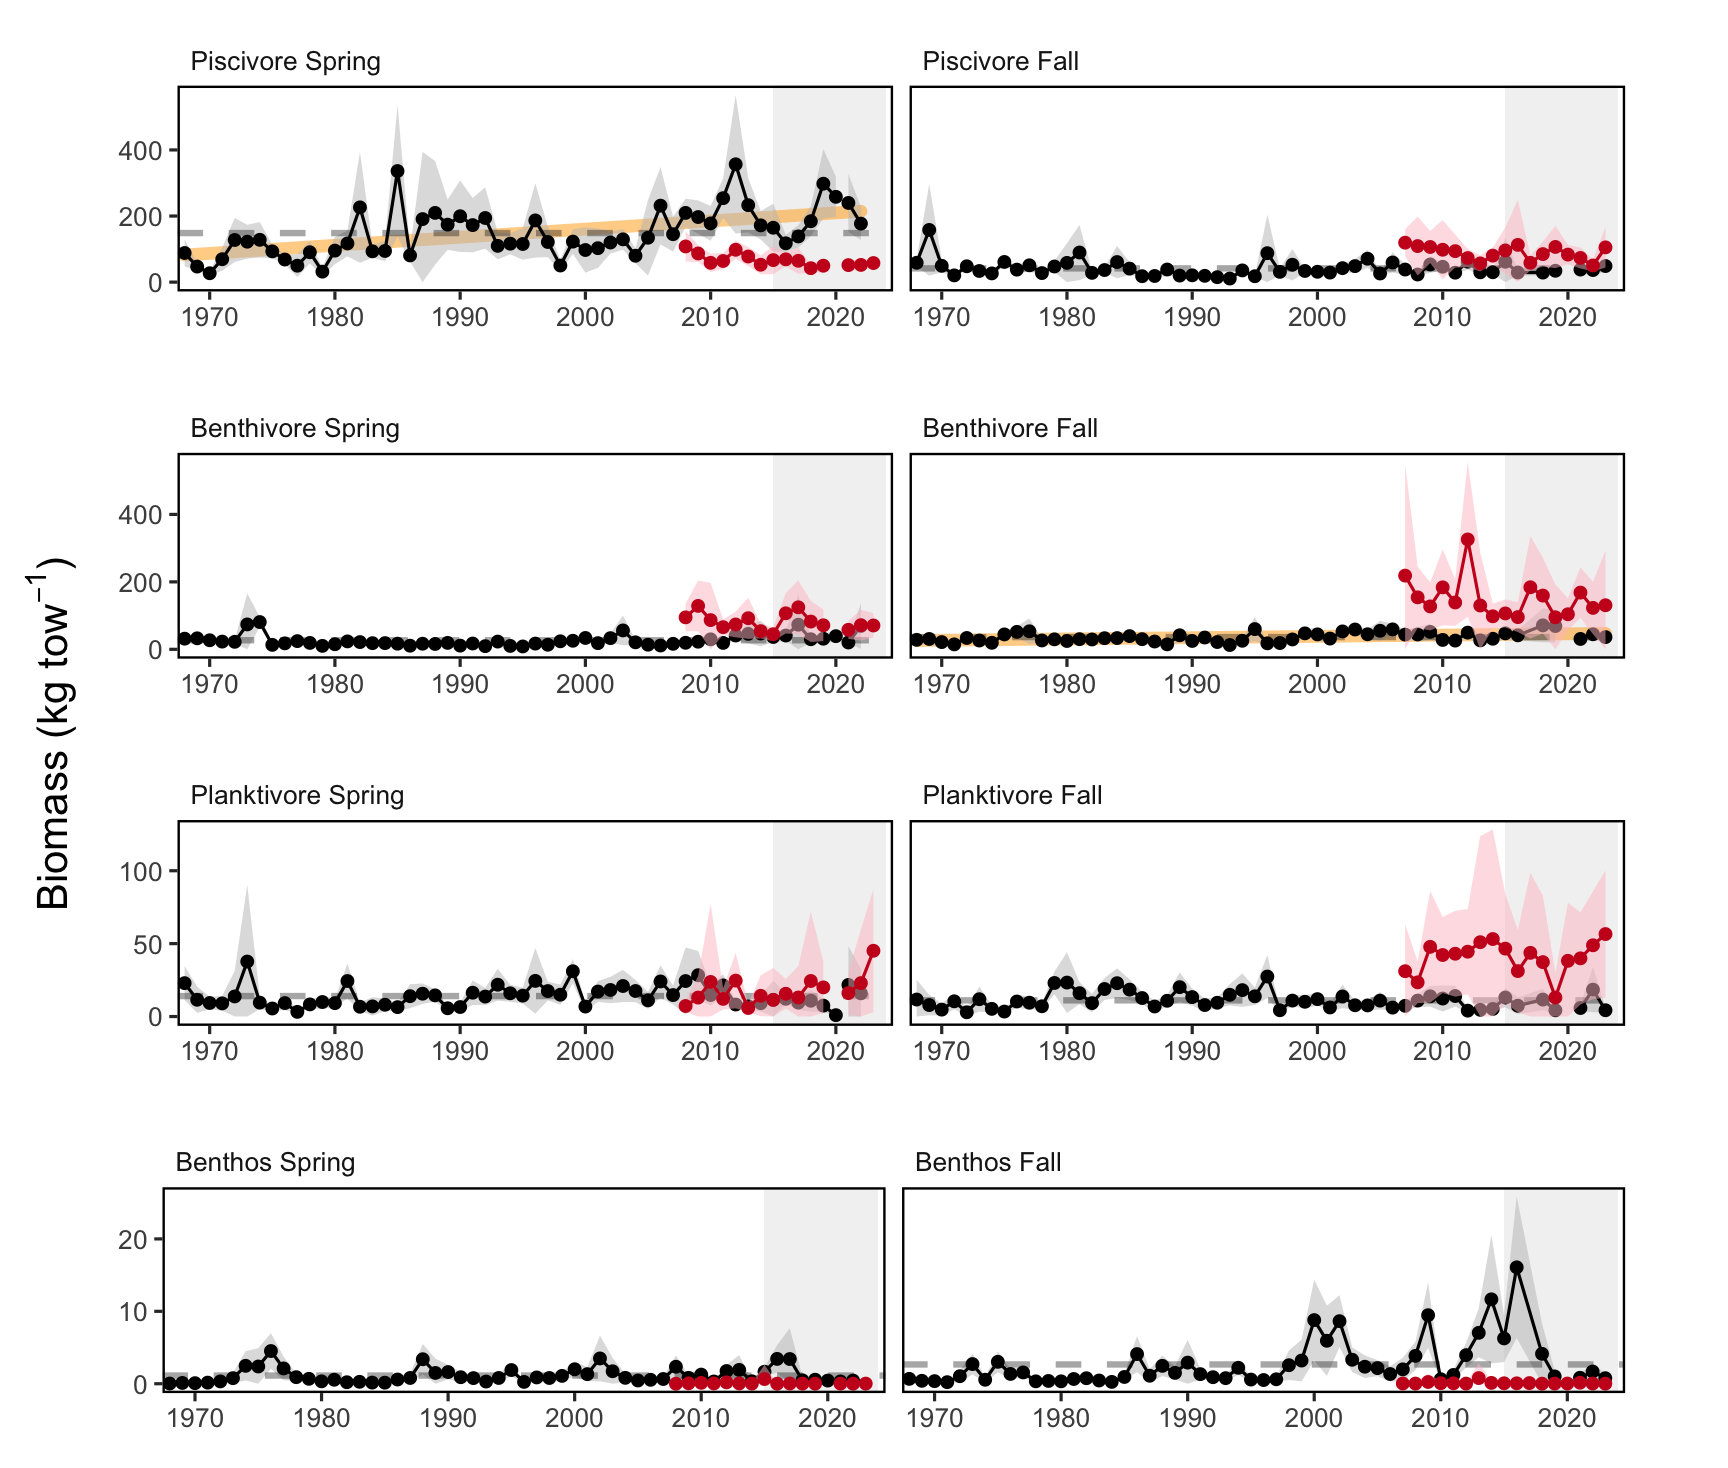 Piscivore Spring
Piscivore Fall
400
200
0
1970 1980 1990 2000 2010 2020
1970 1980 1990 2000 2010 2020
Benthivore Spring
Benthivore Fall
400
200
0
1970 1980 1990 2000 2010 2020
1970 1980 1990 2000 2010 2020
Biomass (kg tow⁻¹)
Planktivore Spring
Planktivore Fall
100
50
0
1970 1980 1990 2000 2010 2020
1970 1980 1990 2000 2010 2020
Benthos Spring
Benthos Fall
20
10
0
1970 1980 1990 2000 2010 2020
1970 1980 1990 2000 2010 2020